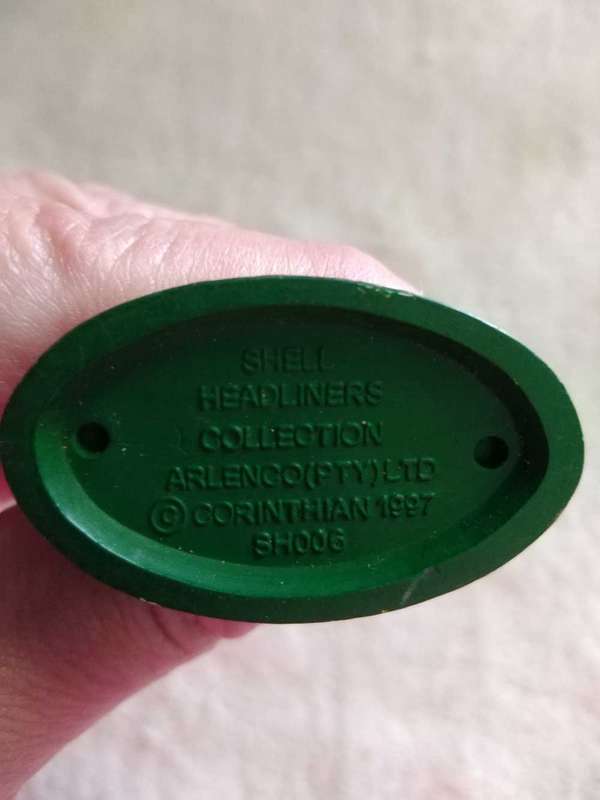 SHELL
HEADLINERS
COLLECTION
ARLENCO(PTY)LTD
© CORINTHIAN 1997
SH006